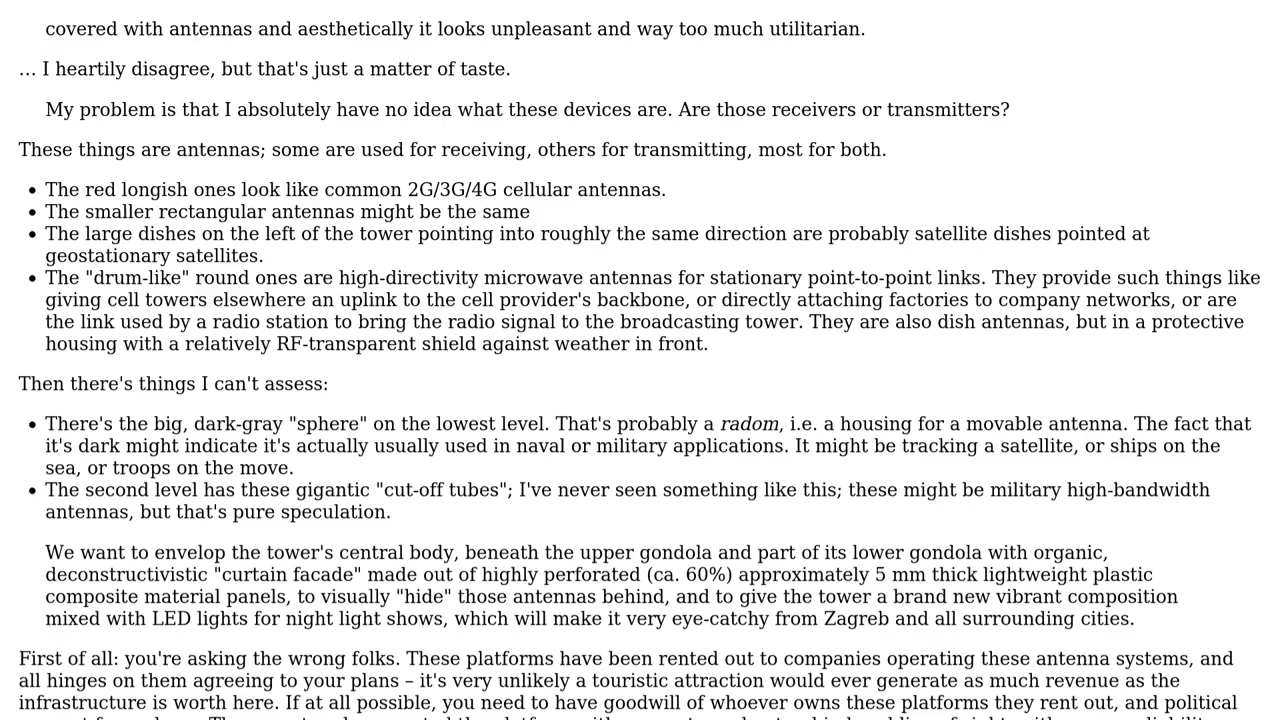 covered with antennas and aesthetically it looks unpleasant and way too much utilitarian.
... I heartily disagree, but that's just a matter of taste.
My problem is that I absolutely have no idea what these devices are. Are those receivers or transmitters?
These things are antennas; some are used for receiving, others for transmitting, most for both.
• The red longish ones look like common 2G/3G/4G cellular antennas.
• The smaller rectangular antennas might be the same
• The large dishes on the left of the tower pointing into roughly the same direction are probably satellite dishes pointed at
geostationary satellites.
• The "drum-like" round ones are high-directivity microwave antennas for stationary point-to-point links. They provide such things like
giving cell towers elsewhere an uplink to the cell provider's backbone, or directly attaching factories to company networks, or are
the link used by a radio station to bring the radio signal to the broadcasting tower. They are also dish antennas, but in a protective
housing with a relatively RF-transparent shield against weather in front.
Then there's things I can't assess:
• There's the big, dark-gray "sphere" on the lowest level. That's probably a radom, i.e. a housing for a movable antenna. The fact that
it's dark might indicate it's actually usually used in naval or military applications. It might be tracking a satellite, or ships on the
sea, or troops on the move.
• The second level has these gigantic "cut-off tubes"; I've never seen something like this; these might be military high-bandwidth
antennas, but that's pure speculation.
We want to envelop the tower's central body, beneath the upper gondola and part of its lower gondola with organic,
deconstructivistic "curtain facade" made out of highly perforated (ca. 60%) approximately 5 mm thick lightweight plastic
composite material panels, to visually "hide" those antennas behind, and to give the tower a brand new vibrant composition
mixed with LED lights for night light shows, which will make it very eye-catchy from Zagreb and all surrounding cities.
First of all: you're asking the wrong folks. These platforms have been rented out to companies operating these antenna systems, and
all hinges on them agreeing to your plans – it's very unlikely a touristic attraction would ever generate as much revenue as the
infrastructure is worth here. If at all possible, you need to have goodwill of whoever owns these platforms they rent out, and political